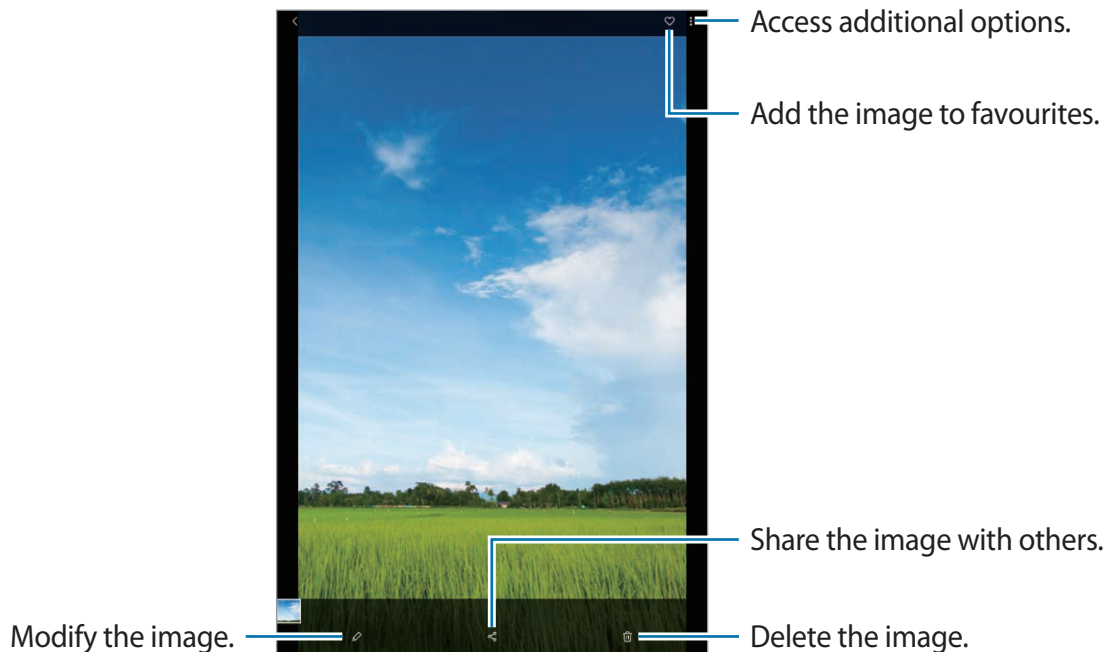 Access additional options.
Add the image to favourites.
Share the image with others.
Modify the image.
Delete the image.